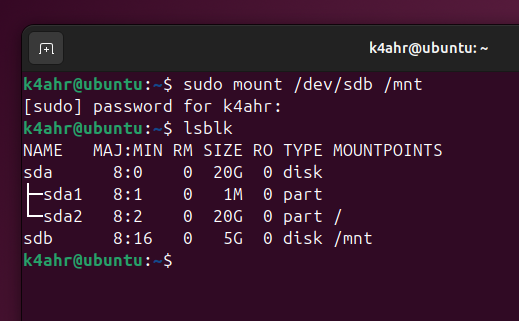 k4ahr@ubuntu: ~
k4ahr@ubuntu:~$ sudo mount /dev/sdb /mnt
[sudo] password for k4ahr:
k4ahr@ubuntu:~$ lsblk
NAME   MAJ:MIN RM SIZE RO TYPE MOUNTPOINTS
sda      8:0    0  20G  0 disk
├─sda1   8:1    0   1M  0 part
└─sda2   8:2    0  20G  0 part /
sdb      8:16   0   5G  0 disk /mnt
k4ahr@ubuntu:~$